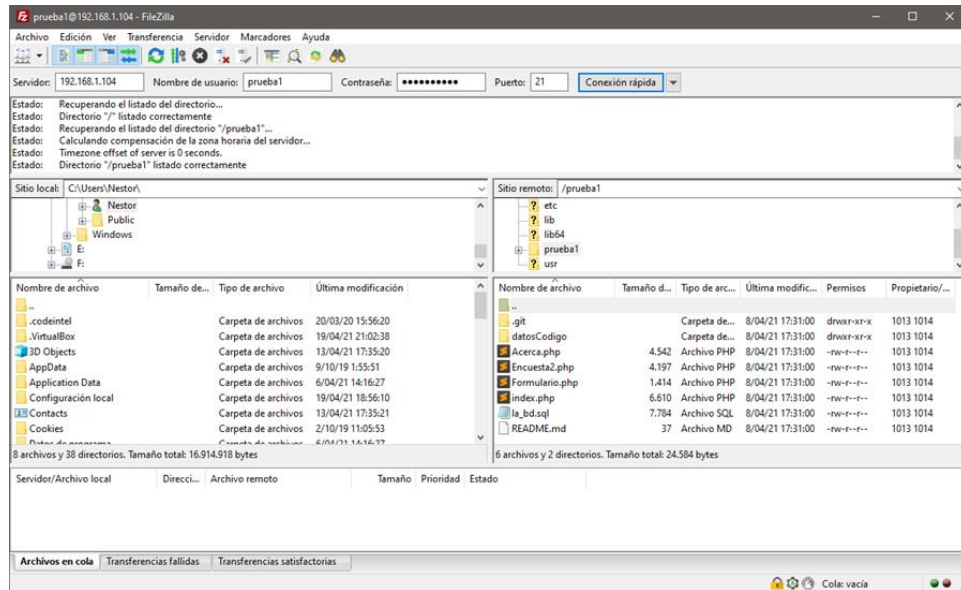 prueba1@192.168.1.104 - FileZilla
Archivo Edición Ver Transferencia Servidor Marcadores Ayuda
Servidor: 192.168.1.104 Nombre de usuario: prueba1 Contraseña: ●●●●●●●●●● Puerto: 21 Conexión rápida
Estado: Recuperando el listado del directorio...
Estado: Directorio "/" listado correctamente
Estado: Recuperando el listado del directorio "/prueba1"...
Estado: Calculando compensación de la zona horaria del servidor...
Estado: Timezone offset of server is 0 seconds.
Estado: Directorio "/prueba1" listado correctamente
Sitio local: C:\Users\Nestor\
Nestor
Public
Windows
E:
F:
Sitio remoto: /prueba1
etc
lib
lib64
prueba1
usr
Nombre de archivo Tamaño de... Tipo de archivo Última modificación
..
.codeintel Carpeta de archivos 20/03/20 15:56:20
.VirtualBox Carpeta de archivos 19/04/21 21:02:38
3D Objects Carpeta de archivos 13/04/21 17:35:20
AppData Carpeta de archivos 9/10/19 1:55:51
Application Data Carpeta de archivos 6/04/21 14:16:27
Configuración local Carpeta de archivos 19/04/21 18:56:10
Contacts Carpeta de archivos 13/04/21 17:35:21
Cookies Carpeta de archivos 2/10/19 11:05:53
Datos de programa Carpeta de archivos 6/04/21 14:16:27
8 archivos y 38 directorios. Tamaño total: 16.914.918 bytes
Nombre de archivo Tamaño d... Tipo de arc... Última modific... Permisos Propietario/...
..
.git Carpeta de... 8/04/21 17:31:00 drwxr-xr-x 1013 1014
datosCodigo Carpeta de... 8/04/21 17:31:00 drwxr-xr-x 1013 1014
Acerca.php 4.542 Archivo PHP 8/04/21 17:31:00 -rw-r--r-- 1013 1014
Encuesta2.php 4.197 Archivo PHP 8/04/21 17:31:00 -rw-r--r-- 1013 1014
Formulario.php 1.414 Archivo PHP 8/04/21 17:31:00 -rw-r--r-- 1013 1014
index.php 6.610 Archivo PHP 8/04/21 17:31:00 -rw-r--r-- 1013 1014
la_bd.sql 7.784 Archivo SQL 8/04/21 17:31:00 -rw-r--r-- 1013 1014
README.md 37 Archivo MD 8/04/21 17:31:00 -rw-r--r-- 1013 1014
6 archivos y 2 directorios. Tamaño total: 24.584 bytes
Servidor/Archivo local Direcci... Archivo remoto Tamaño Prioridad Estado
Archivos en cola Transferencias fallidas Transferencias satisfactorias
Cola: vacía